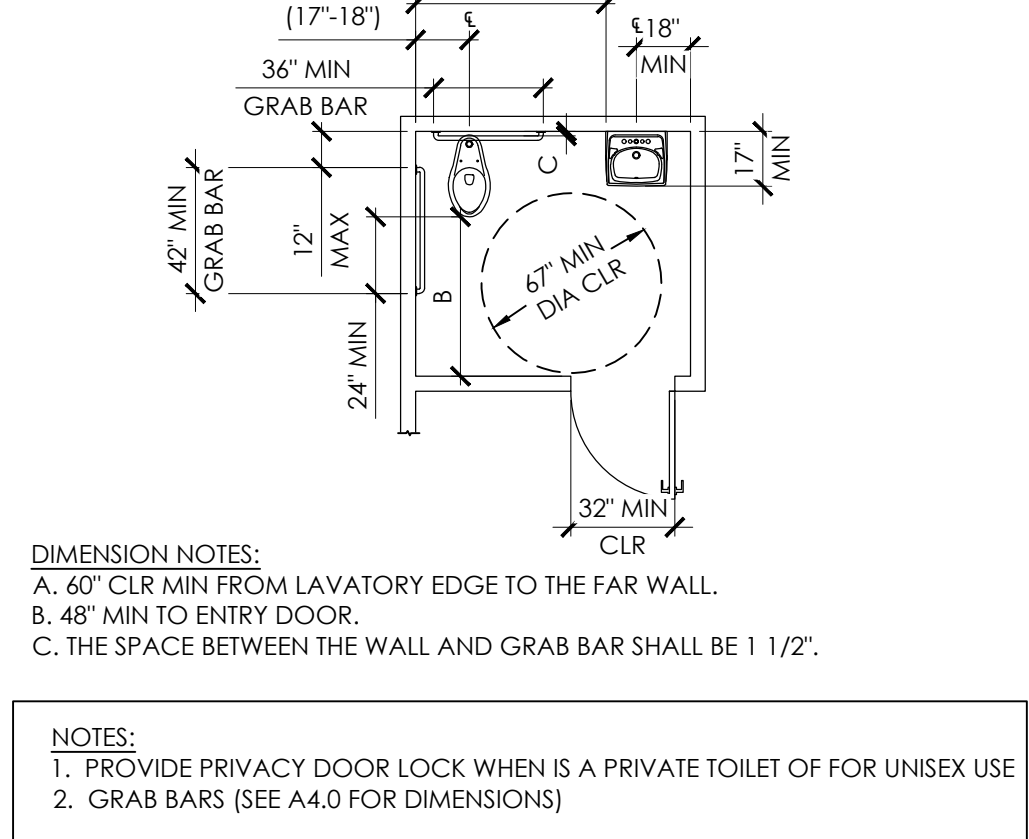 (17"-18")
℄
℄ 18"
MIN
36" MIN
GRAB BAR
C
17"
MIN
42" MIN
GRAB BAR
12"
MAX
67" MIN
DIA CLR
B
24" MIN
32" MIN
CLR
DIMENSION NOTES:
A. 60" CLR MIN FROM LAVATORY EDGE TO THE FAR WALL.
B. 48" MIN TO ENTRY DOOR.
C. THE SPACE BETWEEN THE WALL AND GRAB BAR SHALL BE 1 1/2".
NOTES:
1. PROVIDE PRIVACY DOOR LOCK WHEN IS A PRIVATE TOILET OF FOR UNISEX USE
2. GRAB BARS (SEE A4.0 FOR DIMENSIONS)